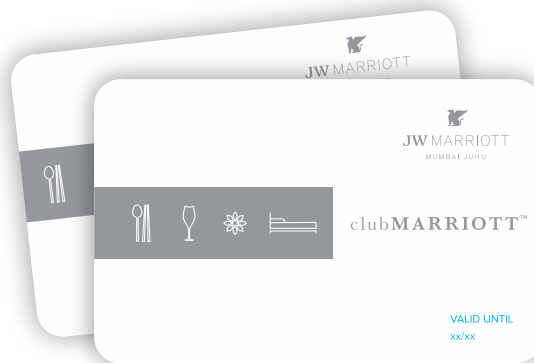 JW MARRIOTT
JW MARRIOTT
MUMBAI JUHU
clubMARRIOTT™
VALID UNTIL
xx/xx